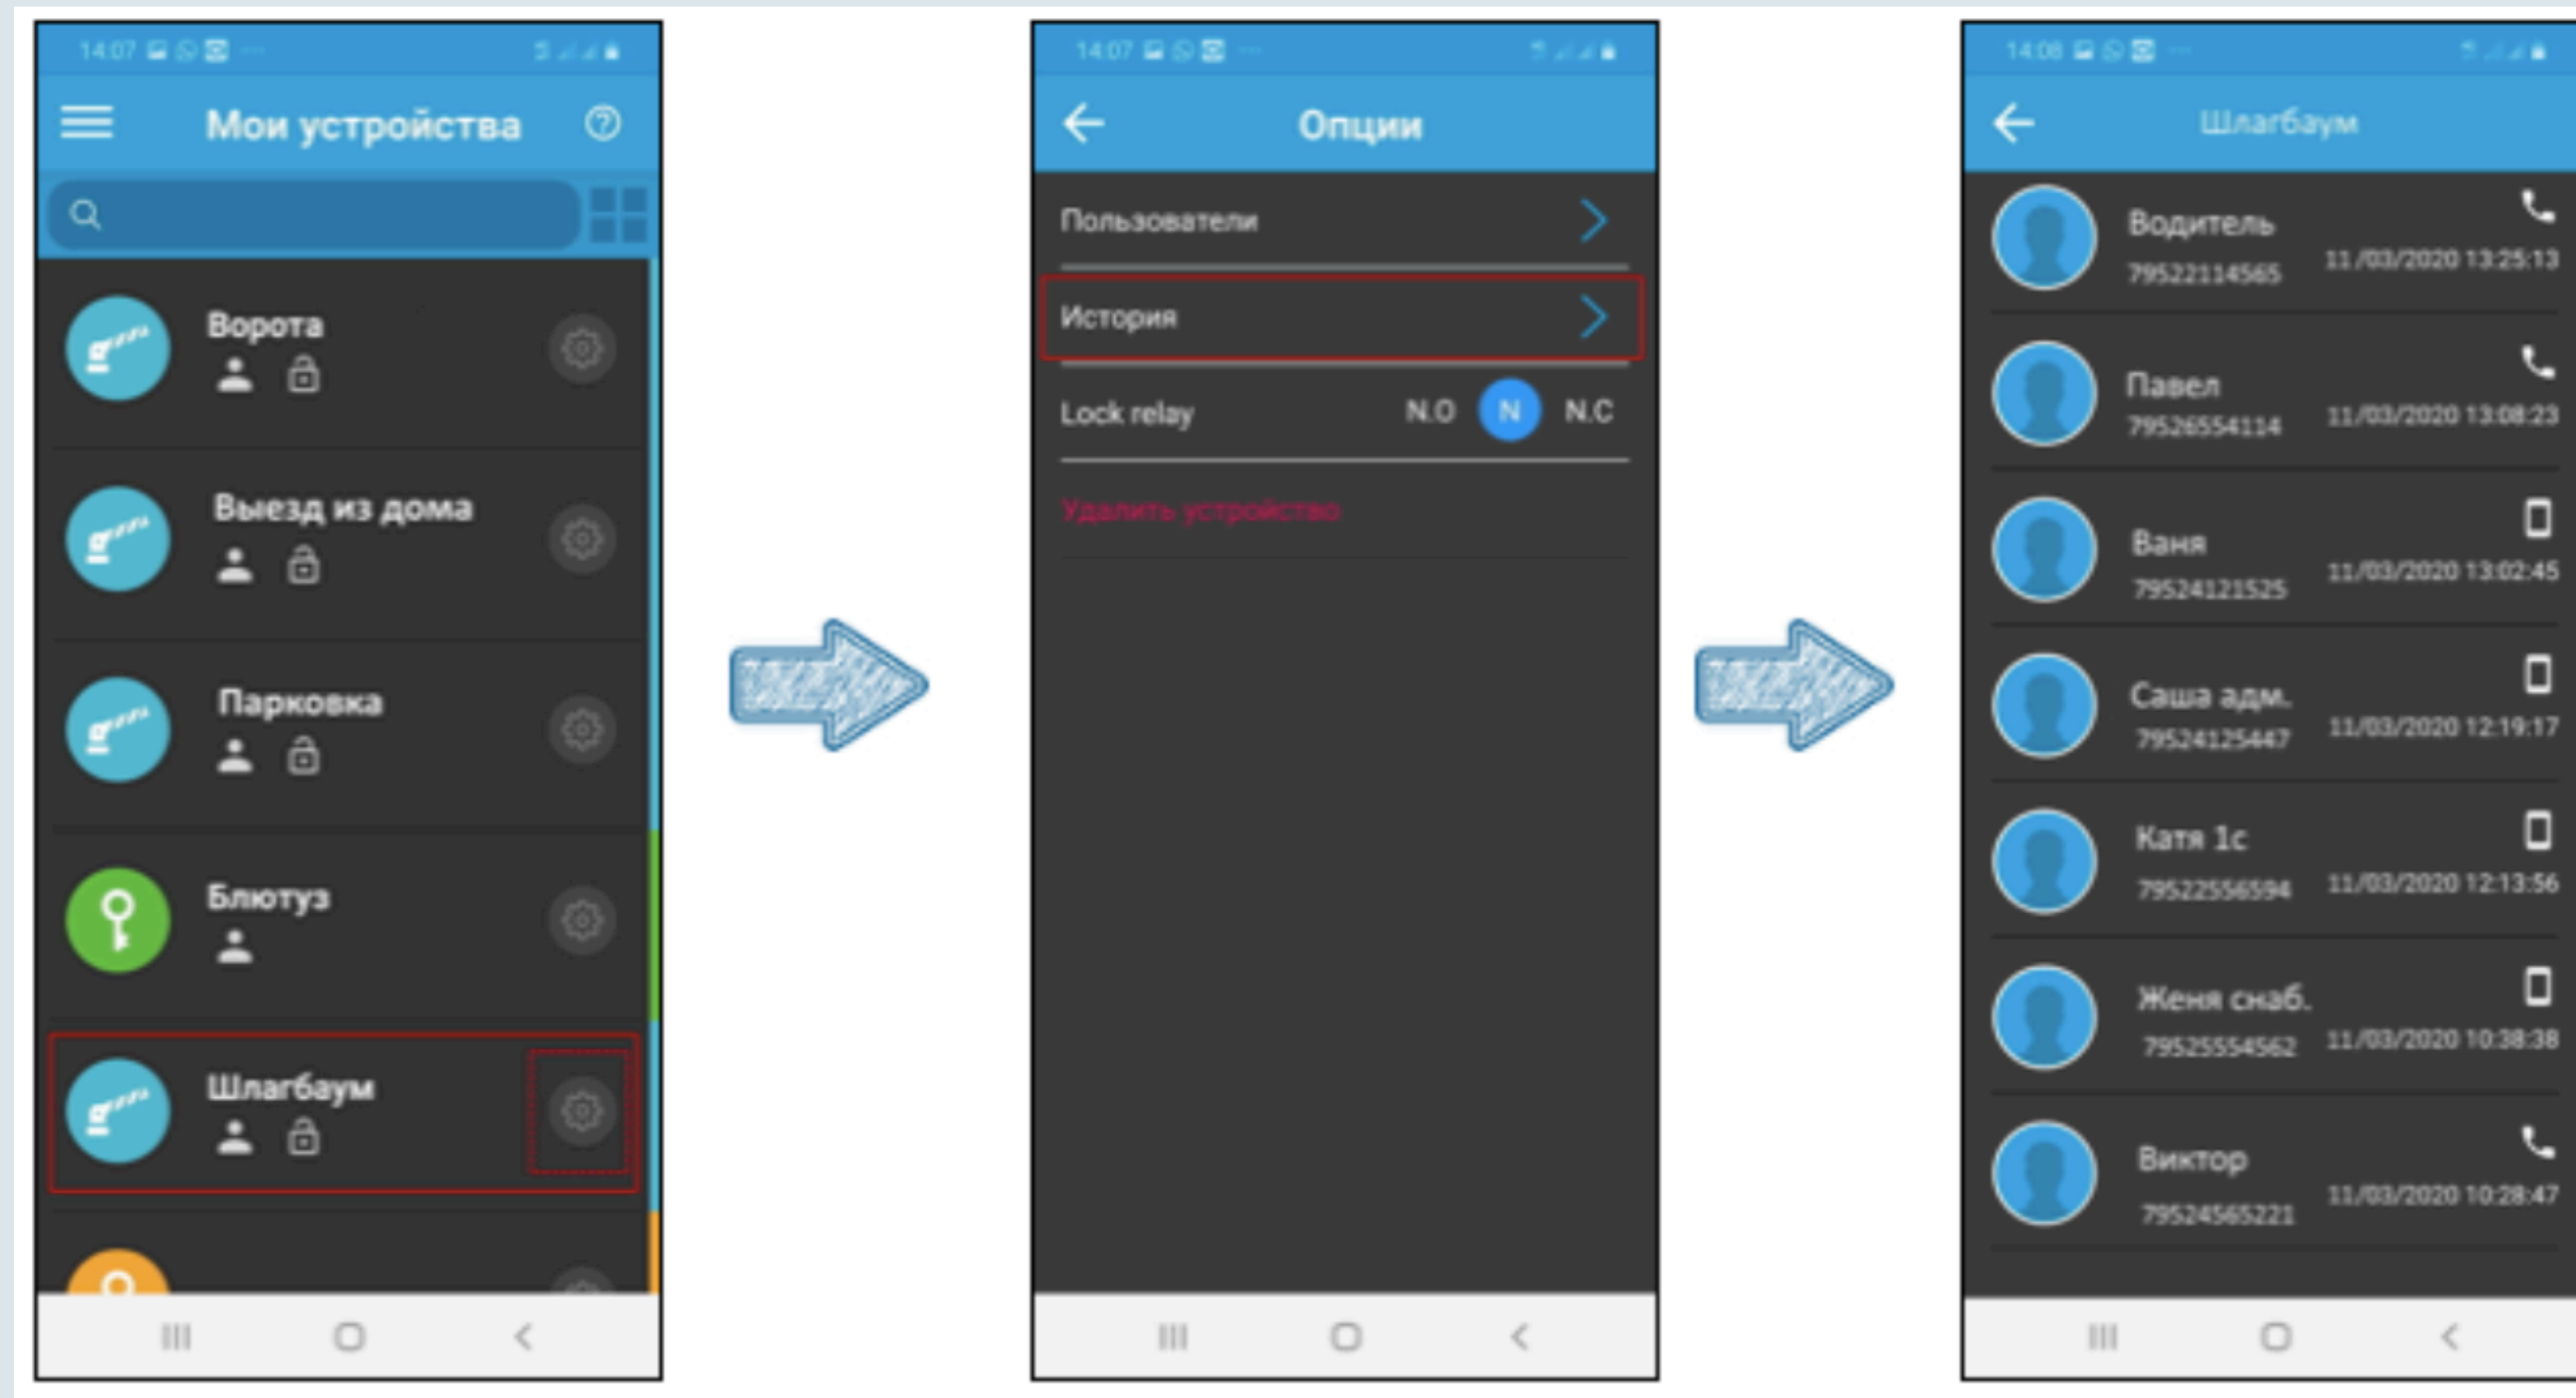 14:07
Мои устройства
Ворота
Выезд из дома
Парковка
Блютуз
Шлагбаум
14:07
Опции
Пользователи
История
Lock relay N.O N N.C
Удалить устройство
14:08
Шлагбаум
Водитель
79522114565 11/03/2020 13:25:13
Павел
79526554114 11/03/2020 13:08:23
Ваня
79524121525 11/03/2020 13:02:45
Саша адм.
79524125447 11/03/2020 12:19:17
Катя 1с
79522556594 11/03/2020 12:13:56
Женя снаб.
79525554562 11/03/2020 10:38:38
Виктор
79524565221 11/03/2020 10:28:47